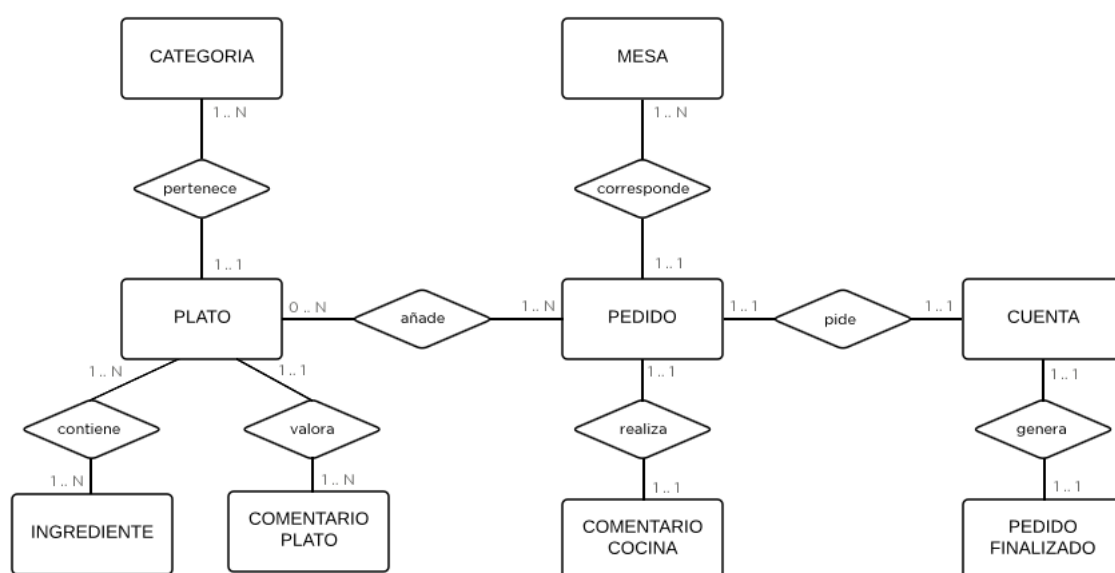 CATEGORIA
MESA
1.. N
1.. N
pertenece
corresponde
1.. 1
1.. 1
PLATO
0.. N
añade
1.. N
PEDIDO
1.. 1
pide
1.. 1
CUENTA
1.. N
1.. 1
1.. 1
1.. 1
contiene
valora
realiza
genera
1.. N
1.. N
1.. 1
1.. 1
INGREDIENTE
COMENTARIO
PLATO
COMENTARIO
COCINA
PEDIDO
FINALIZADO